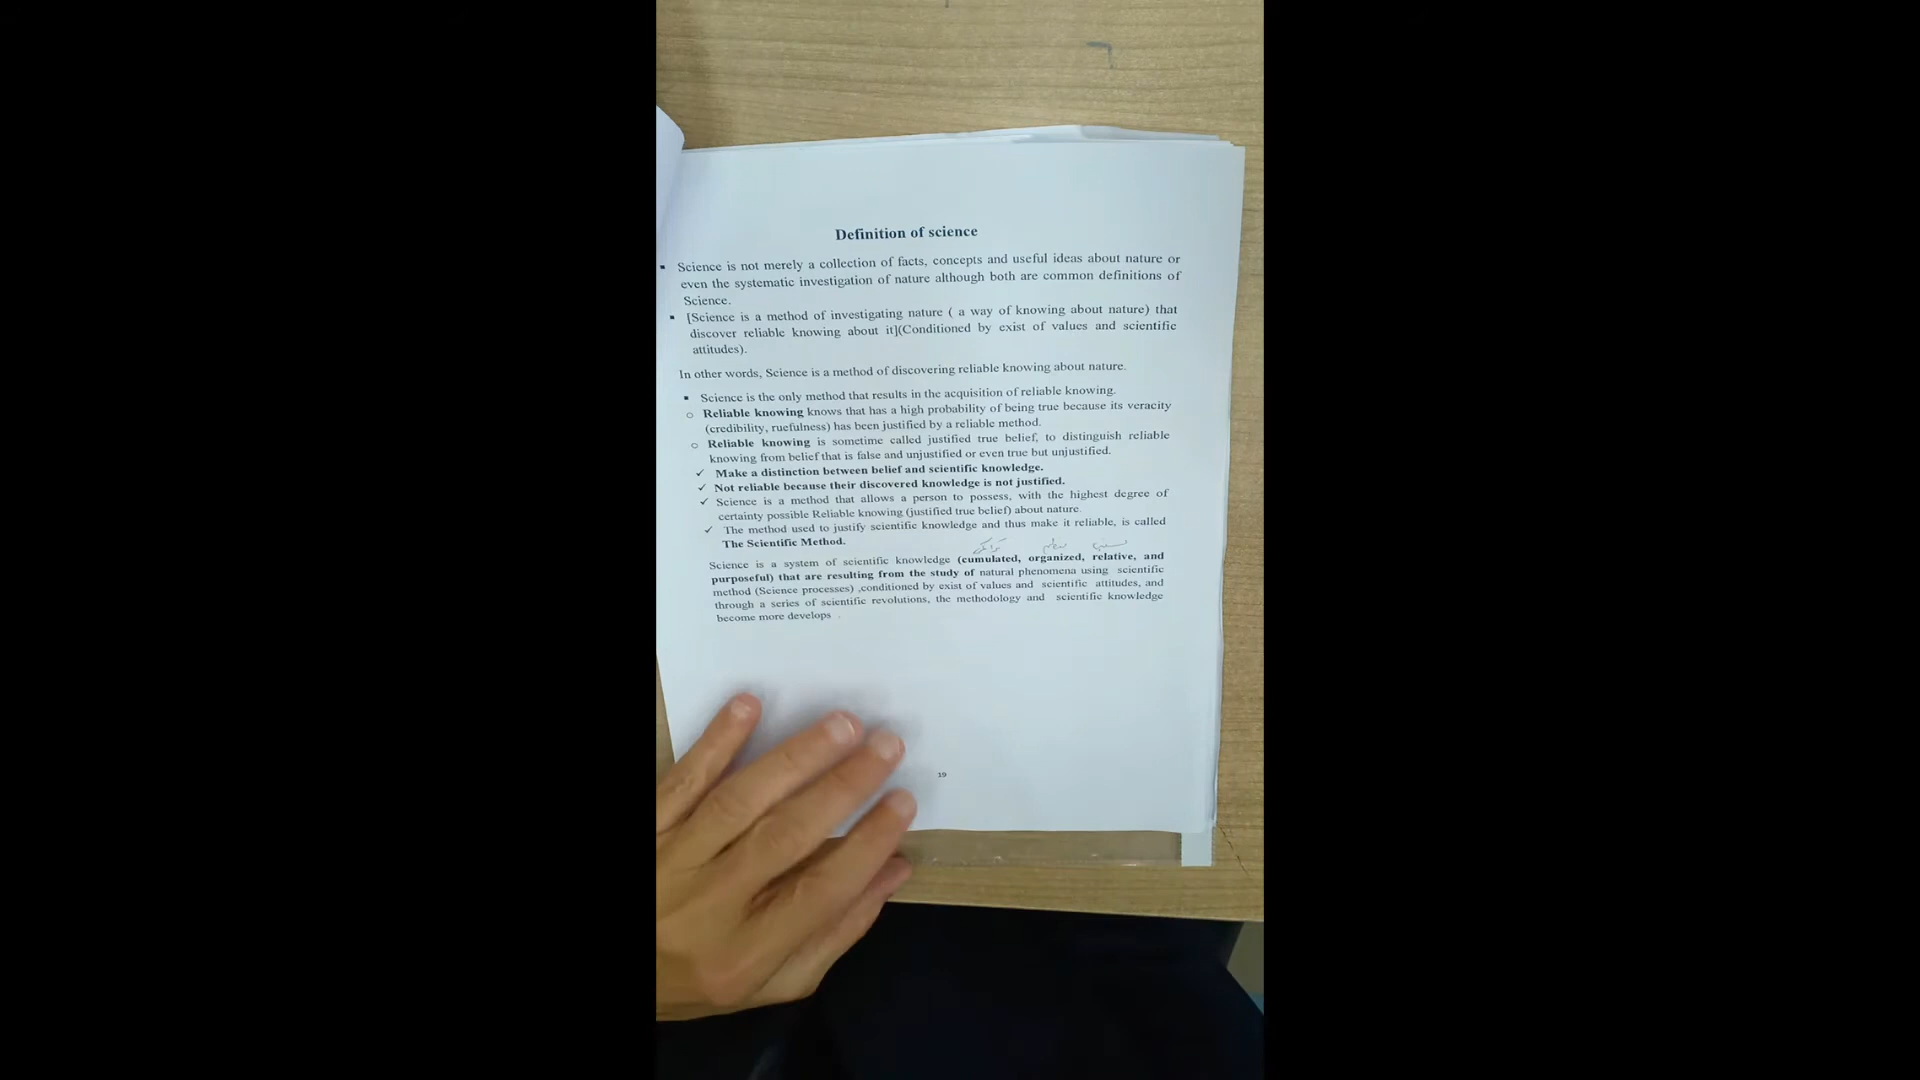 Definition of science
▪ Science is not merely a collection of facts, concepts and useful ideas about nature or
even the systematic investigation of nature although both are common definitions of
Science.
▪ [Science is a method of investigating nature ( a way of knowing about nature) that
discover reliable knowing about it](Conditioned by exist of values and scientific
attitudes).
In other words, Science is a method of discovering reliable knowing about nature.
▪ Science is the only method that results in the acquisition of reliable knowing.
o Reliable knowing knows that has a high probability of being true because its veracity
(credibility, ruefulness) has been justified by a reliable method.
o Reliable knowing is sometime called justified true belief, to distinguish reliable
knowing from belief that is false and unjustified or even true but unjustified.
✓ Make a distinction between belief and scientific knowledge.
✓ Not reliable because their discovered knowledge is not justified.
✓ Science is a method that allows a person to possess, with the highest degree of
certainty possible Reliable knowing (justified true belief) about nature.
✓ The method used to justify scientific knowledge and thus make it reliable, is called
The Scientific Method.
Science is a system of scientific knowledge (cumulated, organized, relative, and
purposeful) that are resulting from the study of natural phenomena using scientific
method (Science processes) ,conditioned by exist of values and scientific attitudes, and
through a series of scientific revolutions, the methodology and scientific knowledge
become more develops .
19